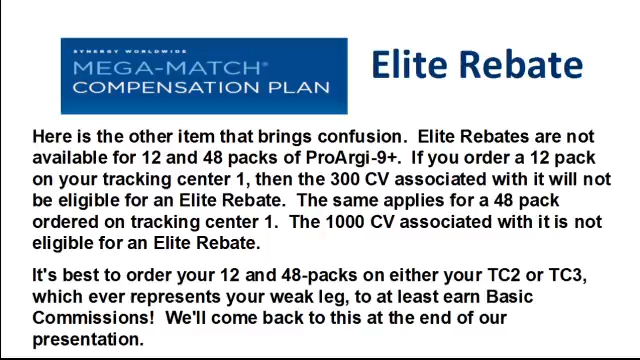 SYNERGY WORLDWIDE
MEGA-MATCH®
COMPENSATION PLAN
Elite Rebate
Here is the other item that brings confusion.  Elite Rebates are not
available for 12 and 48 packs of ProArgi-9+.  If you order a 12 pack
on your tracking center 1, then the 300 CV associated with it will not
be eligible for an Elite Rebate.  The same applies for a 48 pack
ordered on tracking center 1.  The 1000 CV associated with it is not
eligible for an Elite Rebate.
It's best to order your 12 and 48-packs on either your TC2 or TC3,
which ever represents your weak leg, to at least earn Basic
Commissions!  We'll come back to this at the end of our
presentation.